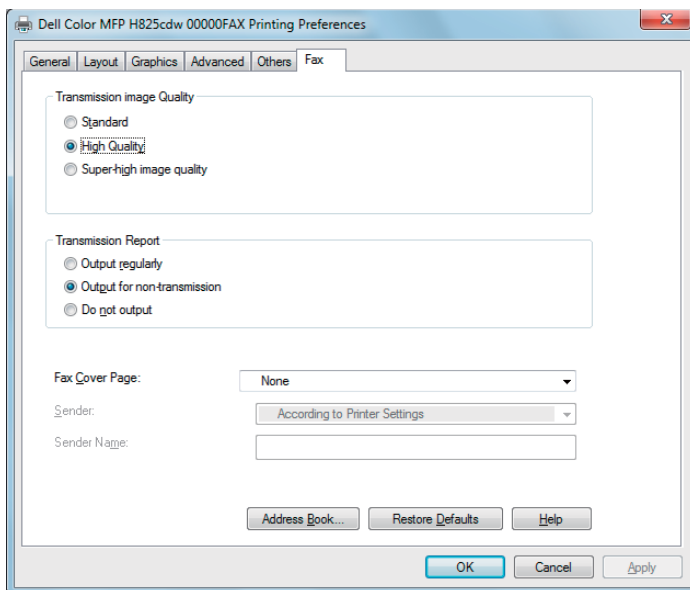 Dell Color MFP H825cdw 00000FAX Printing Preferences
General Layout Graphics Advanced Others Fax
Transmission image Quality
Standard
High Quality
Super-high image quality
Transmission Report
Output regularly
Output for non-transmission
Do not output
Fax Cover Page: None
Sender: According to Printer Settings
Sender Name:
Address Book... Restore Defaults Help
OK Cancel Apply